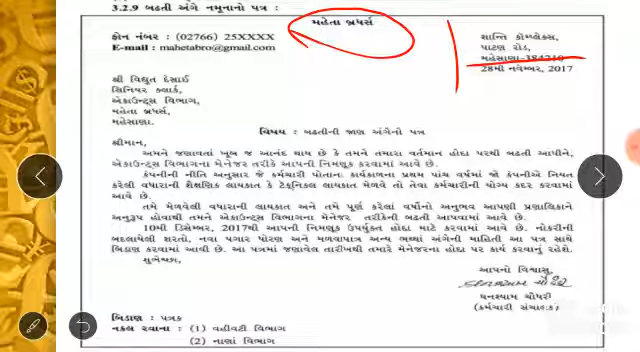 3.2.9 બઢતી અંગે નમૂનાનો પત્ર :
મહેતા બ્રધર્સ
ફોન નંબર : (02766) 25XXXX
E-mail : mahetabro@gmail.com
શાન્તિ કોમ્પ્લેક્સ,
પાટણ રોડ,
મહેસાણા-384210
28મી નવેમ્બર, 2017
શ્રી વિદ્યુત દેસાઈ
સિનિયર ક્લાર્ક,
એકાઉન્ટ્સ વિભાગ,
મહેતા બ્રધર્સ,
મહેસાણા.
વિષય : બઢતીની જાણ અંગેનો પત્ર
શ્રીમાન,
અમને જણાવતાં ખૂબ જ આનંદ થાય છે કે તમને તમારા વર્તમાન હોદ્દા પરથી બઢતી આપીને,
એકાઉન્ટ્સ વિભાગના મેનેજર તરીકે આપની નિમણૂક કરવામાં આવે છે.
કંપનીની નીતિ અનુસાર જે કર્મચારી પોતાના કાર્યકાળના પ્રથમ પાંચ વર્ષમાં જો કંપનીએ નિયત
કરેલી વધારાની શૈક્ષણિક લાયકાત કે ટેક્નિકલ લાયકાત મેળવે તો તેવા કર્મચારીની યોગ્ય કદર કરવામાં
આવે છે.
તમે મેળવેલી વધારાની લાયકાત અને તમે પૂર્ણ કરેલાં વર્ષોનો અનુભવ આપણી પ્રણાલિકાને
અનુરૂપ હોવાથી તમને એકાઉન્ટ્સ વિભાગના મેનેજર તરીકેની બઢતી આપવામાં આવે છે.
10મી ડિસેમ્બર, 2017થી આપની નિમણૂક ઉપર્યુક્ત હોદ્દા માટે કરવામાં આવે છે. નોકરીની
બદલાયેલી શરતો, નવા પગાર ધોરણ અને મળવાપાત્ર અન્ય ભથ્થાં અંગેની માહિતી આ પત્ર સાથે
બિડાણ કરવામાં આવી છે. આ પત્રમાં જણાવેલ તારીખથી તમારે મેનેજરના હોદ્દા પર કાર્ય કરવાનું રહેશે.
શુભેચ્છા,
આપનો વિશ્વાસુ,
ઘનશ્યામ ચૌધરી
(કર્મચારી સંચાલક)
બિડાણ : પત્રક
નકલ રવાના : (1) વહીવટી વિભાગ
(2) નાણાં વિભાગ